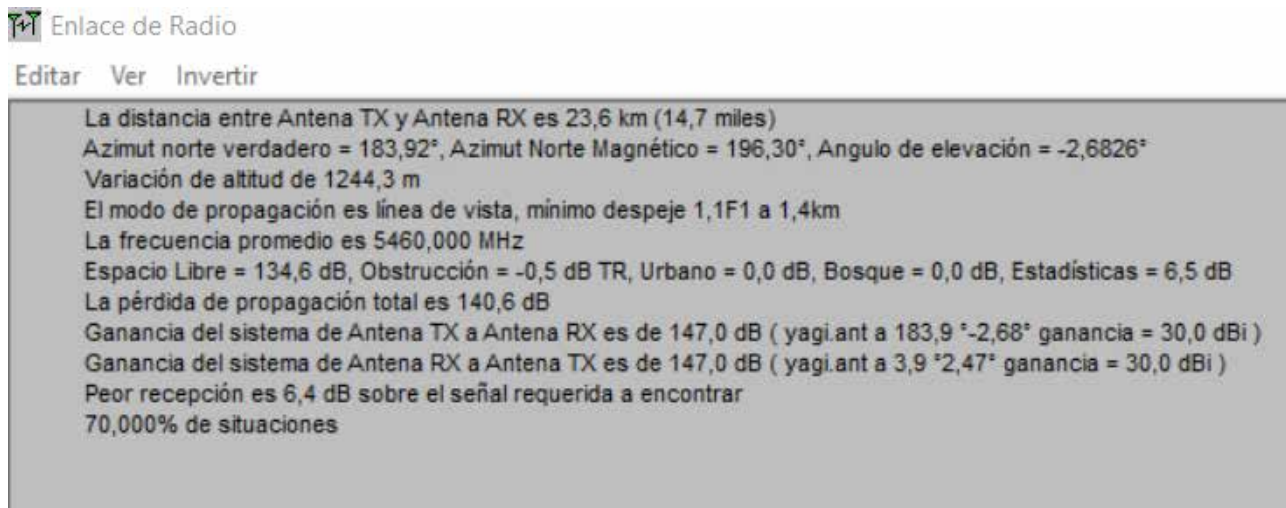 Enlace de Radio
Editar Ver Invertir
La distancia entre Antena TX y Antena RX es 23,6 km (14,7 miles)
Azimut norte verdadero = 183,92°, Azimut Norte Magnético = 196,30°, Angulo de elevación = -2,6826°
Variación de altitud de 1244,3 m
El modo de propagación es línea de vista, mínimo despeje 1,1F1 a 1,4km
La frecuencia promedio es 5460,000 MHz
Espacio Libre = 134,6 dB, Obstrucción = -0,5 dB TR, Urbano = 0,0 dB, Bosque = 0,0 dB, Estadísticas = 6,5 dB
La pérdida de propagación total es 140,6 dB
Ganancia del sistema de Antena TX a Antena RX es de 147,0 dB ( yagi.ant a 183,9 °-2,68° ganancia = 30,0 dBi )
Ganancia del sistema de Antena RX a Antena TX es de 147,0 dB ( yagi.ant a 3,9 °2,47° ganancia = 30,0 dBi )
Peor recepción es 6,4 dB sobre el señal requerida a encontrar
70,000% de situaciones